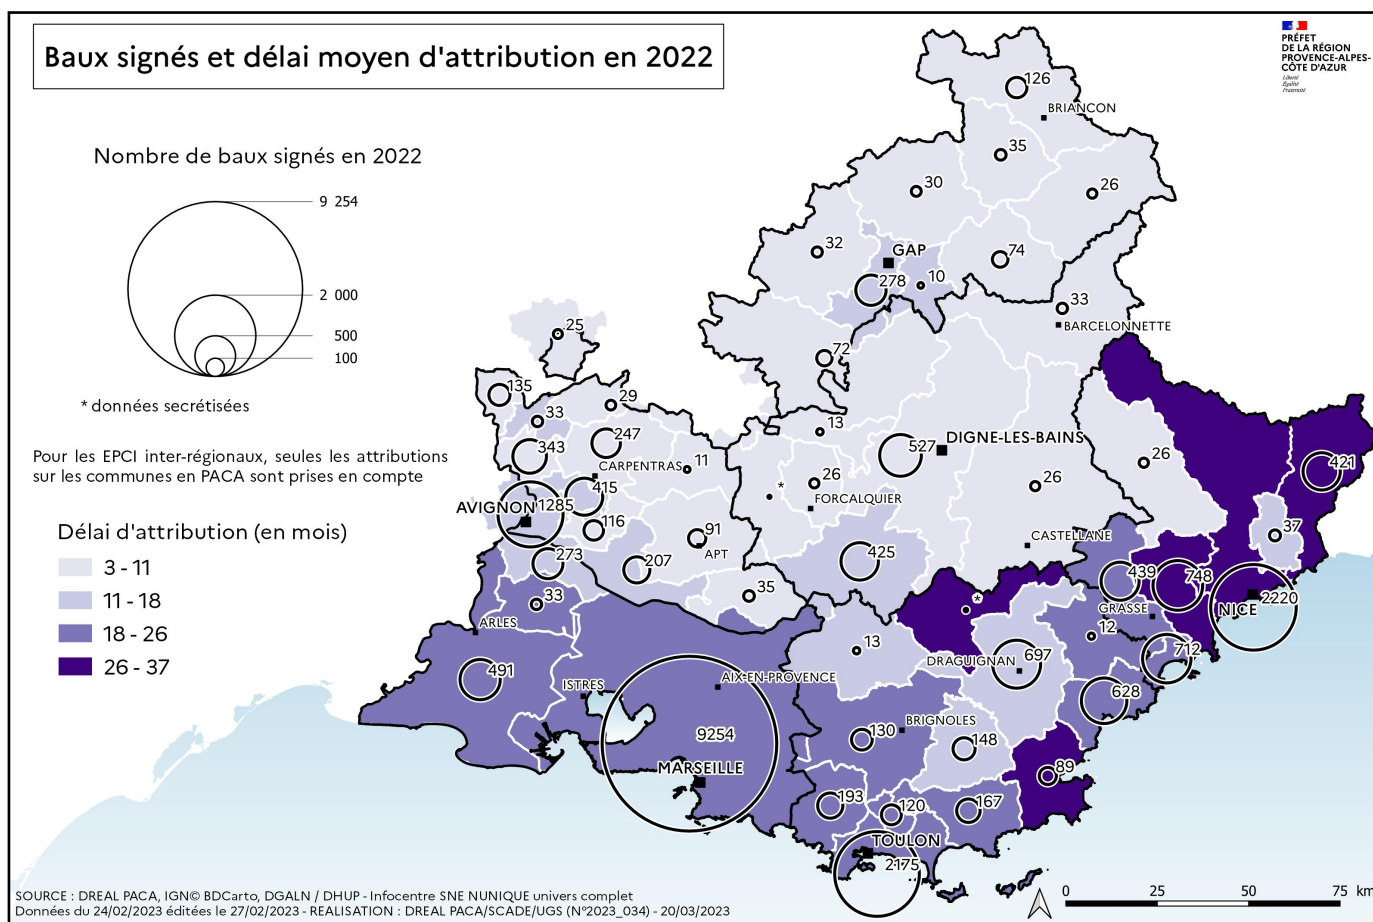 Baux signés et délai moyen d'attribution en 2022
PRÉFET
DE LA RÉGION
PROVENCE-ALPES-
CÔTE D'AZUR
Liberté
Égalité
Fraternité
Nombre de baux signés en 2022
9 254
2 000
500
100
* données secrétisées
Pour les EPCI inter-régionaux, seules les attributions
sur les communes en PACA sont prises en compte
Délai d'attribution (en mois)
3 - 11
11 - 18
18 - 26
26 - 37
126
BRIANCON
35
30
26
32
GAP
74
278
10
33
BARCELONNETTE
25
72
135
29
33
13
247
343
DIGNE-LES-BAINS
527
26
CARPENTRAS
11
421
26
26
*
415
FORCALQUIER
AVIGNON
1285
37
116
91
CASTELLANE
APT
273
425
207
439
748
35
33
*
2220
NICE
GRASSE
ARLES
12
13
712
697
DRAGUIGNAN
491
AIX-EN-PROVENCE
ISTRES
628
BRIGNOLES
9254
130
148
MARSEILLE
89
193
120
167
TOULON
2175
0
25
50
75
km
SOURCE : DREAL PACA, IGN© BDCarto, DGALN / DHUP - Infocentre SNE NUNIQUE univers complet
Données du 24/02/2023 éditées le 27/02/2023 - REALISATION : DREAL PACA/SCADE/UGS (N°2023_034) - 20/03/2023